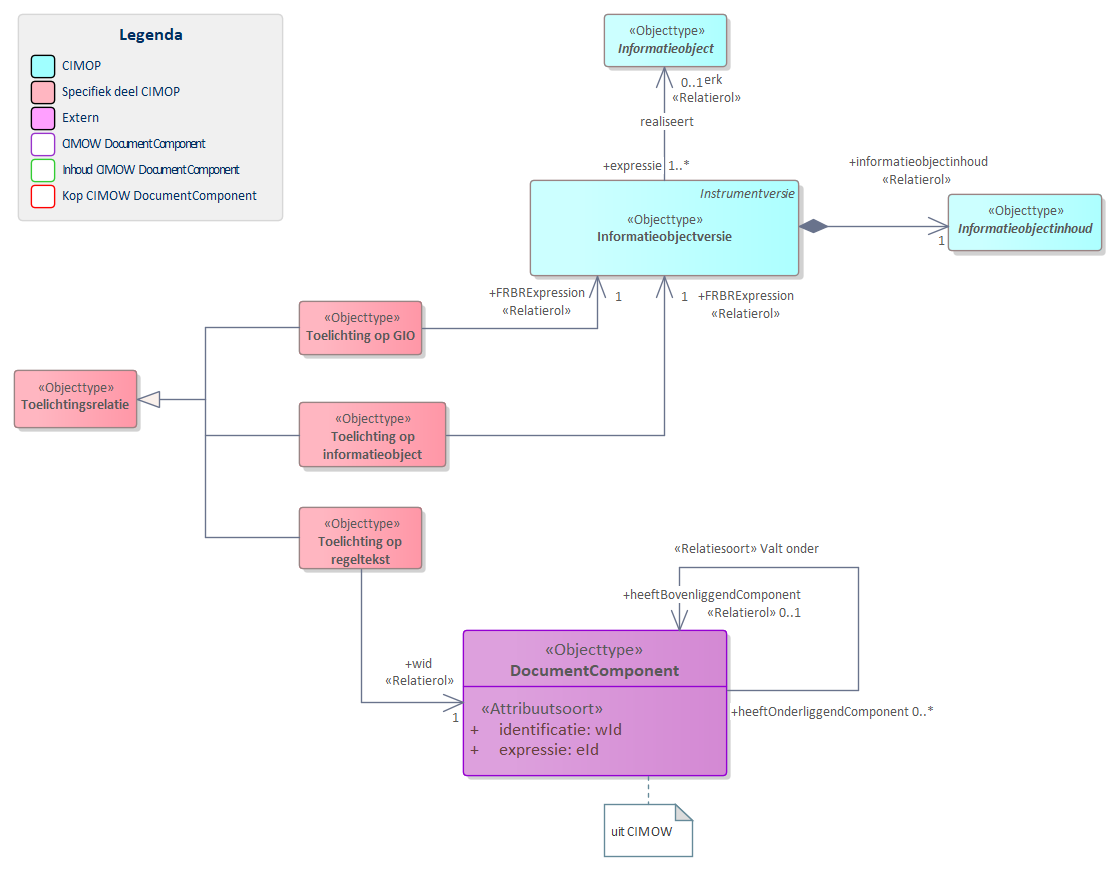 Legenda
CIMOP
Specifiek deel CIMOP
Extern
CIMOW DocumentComponent
Inhoud CIMOW DocumentComponent
Kop CIMOW DocumentComponent
«Objecttype»
Informatieobject
0..1 erk
«Relatierol»
realiseert
+expressie 1..*
Instrumentversie
«Objecttype»
Informatieobjectversie
+informatieobjectinhoud
«Relatierol»
1
«Objecttype»
Informatieobjectinhoud
+FRBRExpression
«Relatierol»
1
1
+FRBRExpression
«Relatierol»
«Objecttype»
Toelichting op GIO
«Objecttype»
Toelichtingsrelatie
«Objecttype»
Toelichting op
informatieobject
«Objecttype»
Toelichting op
regeltekst
«Relatiesoort» Valt onder
+heeftBovenliggendComponent
«Relatierol» 0..1
+wid
«Relatierol»
1
«Objecttype»
DocumentComponent
«Attribuutsoort»
+ identificatie: wId
+ expressie: eId
+heeftOnderliggendComponent 0..*
uit CIMOW